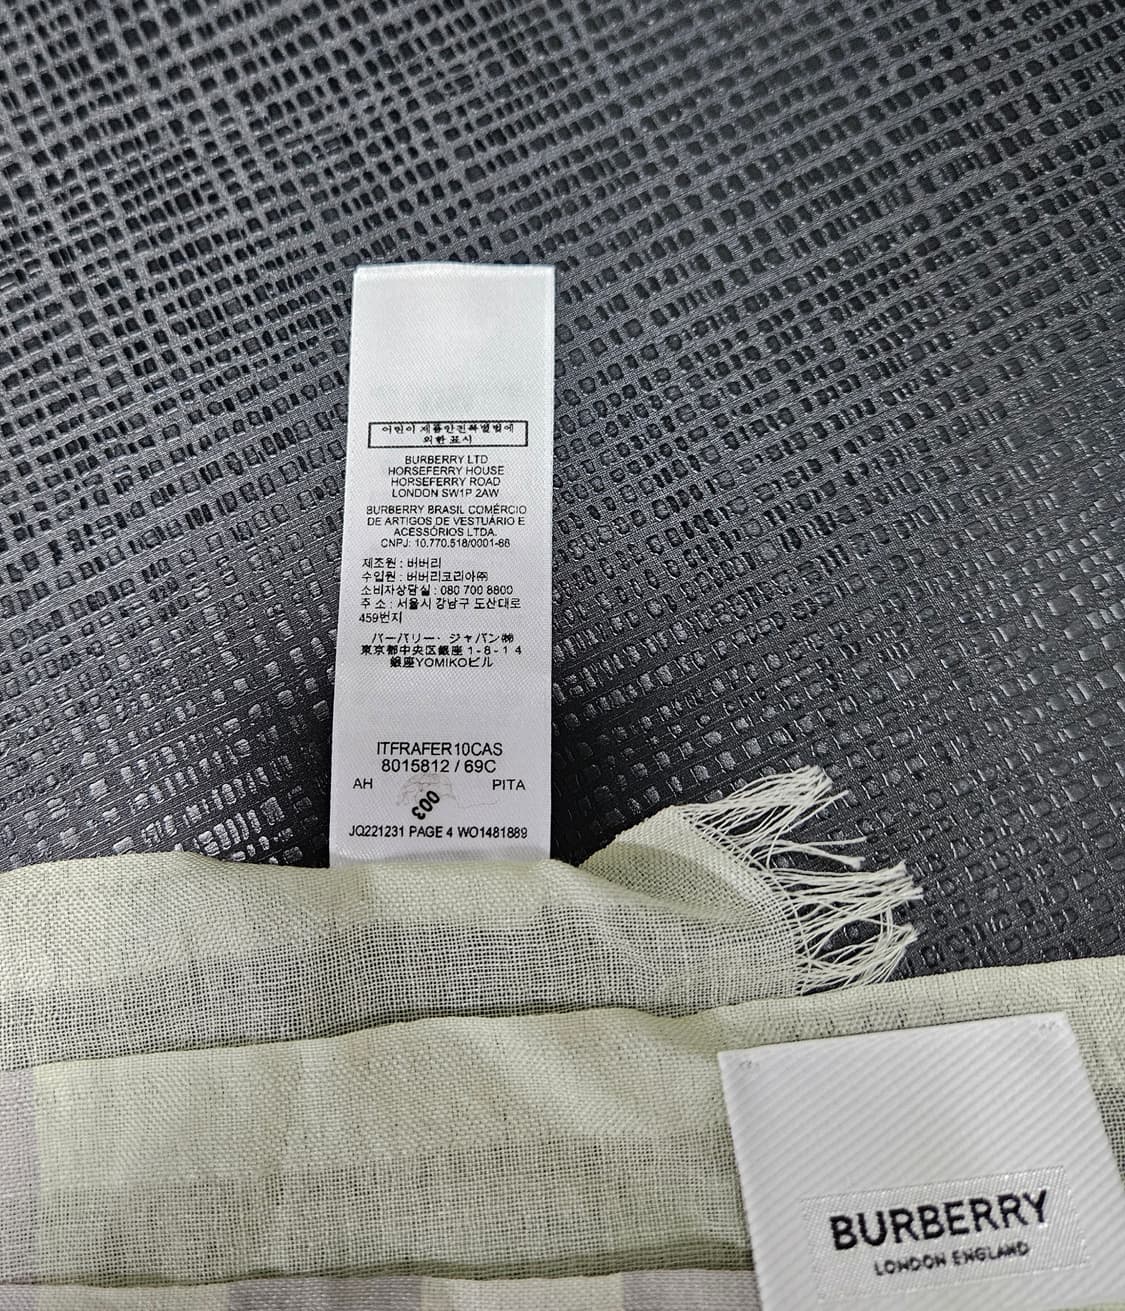 어린이 제품안전특별법에
의한 표시
BURBERRY LTD
HORSEFERRY HOUSE
HORSEFERRY ROAD
LONDON SW1P 2AW
BURBERRY BRASIL COMÉRCIO
DE ARTIGOS DE VESTUÁRIO E
ACESSÓRIOS LTDA.
CNPJ: 10.770.518/0001-66
제조원 : 버버리
수입원 : 버버리코리아㈜
소비자상담실 : 080 700 8800
주 소 : 서울시 강남구 도산대로
459번지
バーバリー・ジャパン㈱
東京都中央区銀座 1-8-14
銀座YOMIKOビル
ITFRAFER10CAS
8015812 / 69C
AH PITA
003
JQ221231 PAGE 4 WO1481889
BURBERRY
LONDON ENGLAND